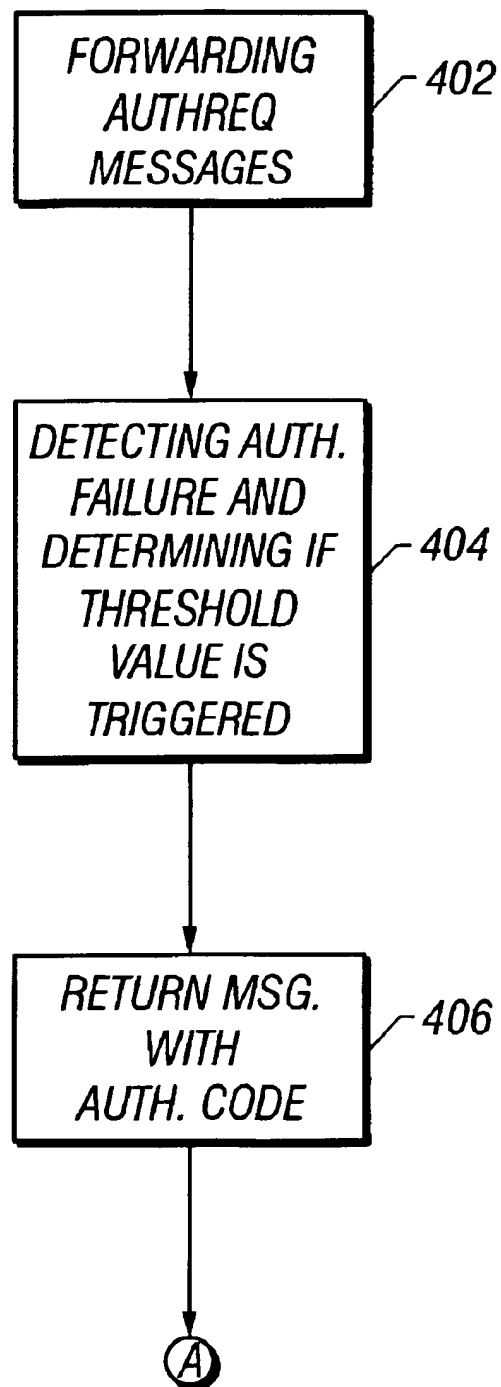 FORWARDING
AUTHREQ
MESSAGES
402
DETECTING AUTH.
FAILURE AND
DETERMINING IF
THRESHOLD
VALUE IS
TRIGGERED
404
RETURN MSG.
WITH
AUTH. CODE
406
A